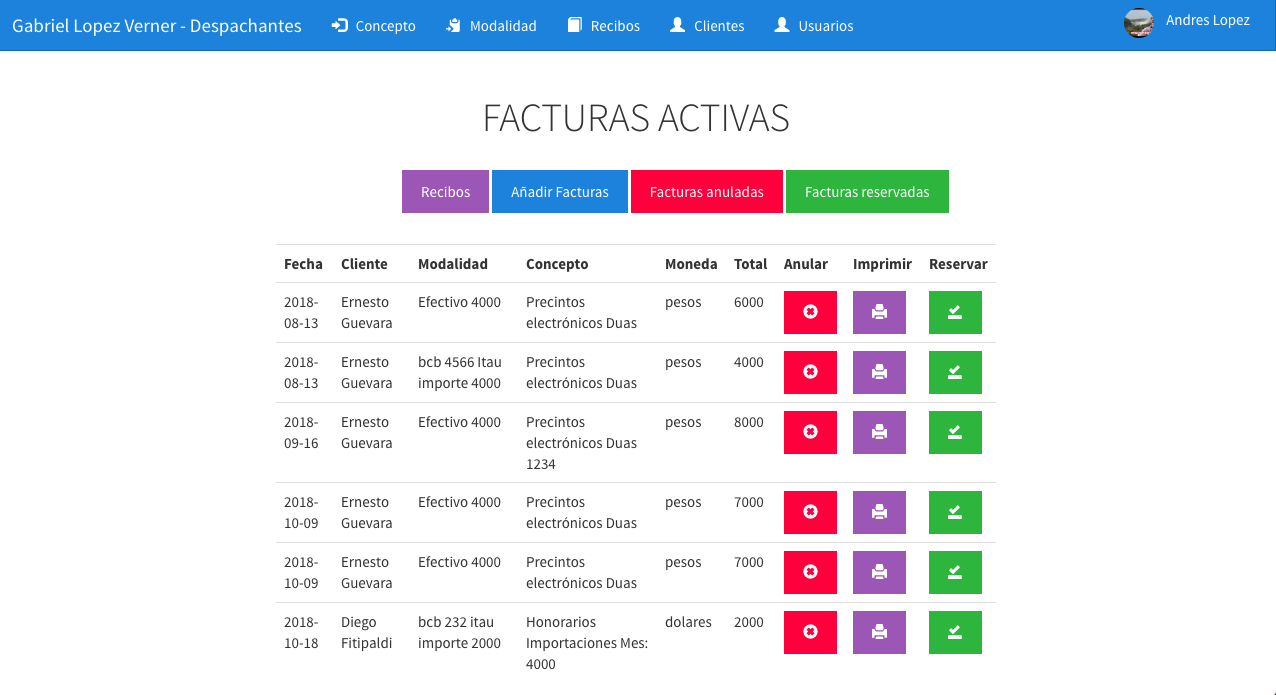 Gabriel Lopez Verner - Despachantes Concepto Modalidad Recibos Clientes Usuarios Andres Lopez
FACTURAS ACTIVAS
Recibos Añadir Facturas Facturas anuladas Facturas reservadas
Fecha Cliente Modalidad Concepto Moneda Total Anular Imprimir Reservar
2018- Ernesto Efectivo 4000 Precintos pesos 6000
08-13 Guevara electrónicos Duas
2018- Ernesto bcb 4566 Itau Precintos pesos 4000
08-13 Guevara importe 4000 electrónicos Duas
2018- Ernesto Efectivo 4000 Precintos pesos 8000
09-16 Guevara electrónicos Duas
1234
2018- Ernesto Efectivo 4000 Precintos pesos 7000
10-09 Guevara electrónicos Duas
2018- Ernesto Efectivo 4000 Precintos pesos 7000
10-09 Guevara electrónicos Duas
2018- Diego bcb 232 itau Honorarios dolares 2000
10-18 Fitipaldi importe 2000 Importaciones Mes:
4000